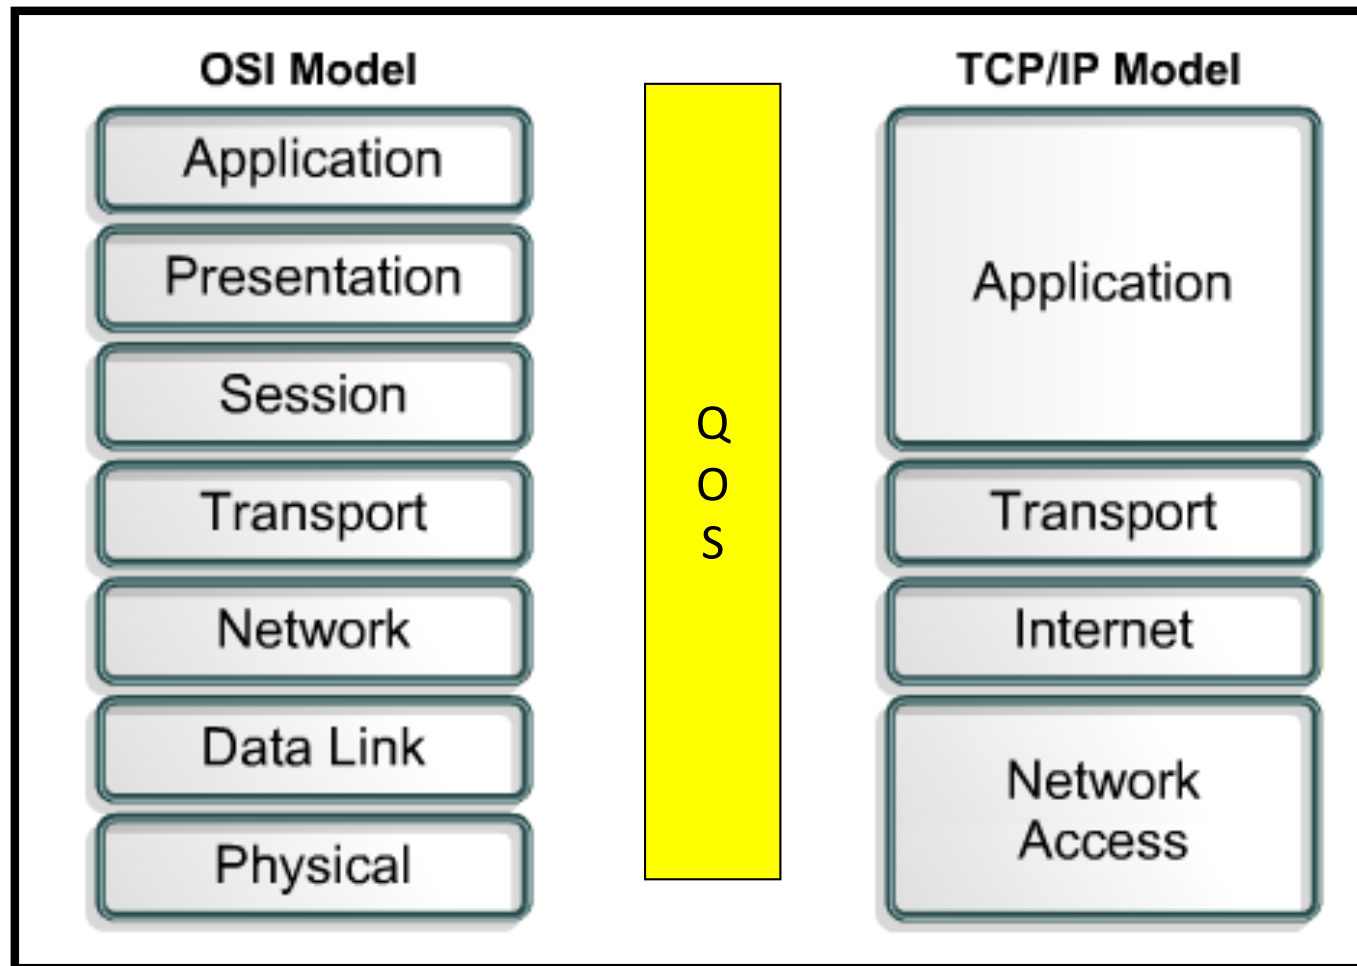 OSI Model
Application
Presentation
Session
Transport
Network
Data Link
Physical
Q
O
S
TCP/IP Model
Application
Transport
Internet
Network
Access